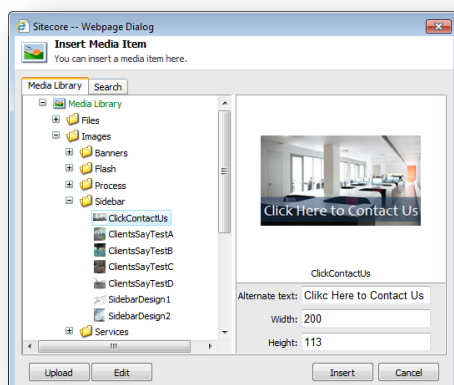 Sitecore -- Webpage Dialog
Insert Media Item
You can insert a media item here.
Media Library
Search
Media Library
Files
Images
Banners
Flash
Process
Sidebar
ClickContactUs
ClientsSayTestA
ClientsSayTestB
ClientsSayTestC
ClientsSayTestD
SidebarDesign1
SidebarDesign2
Services
Click Here to Contact Us
ClickContactUs
Alternate text: Clikc Here to Contact Us
Width: 200
Height: 113
Upload
Edit
Insert
Cancel